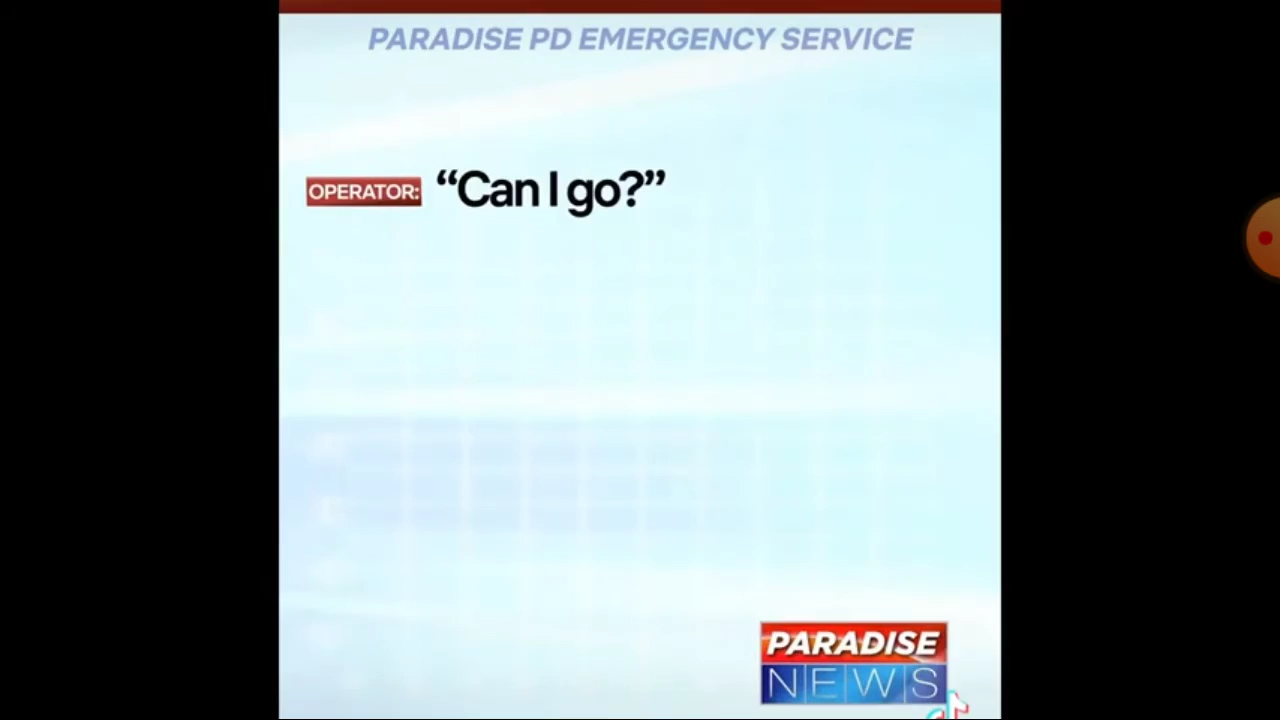 PARADISE PD EMERGENCY SERVICE
OPERATOR: “Can I go?”
PARADISE
NEWS